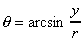 θ = arcsin y/r